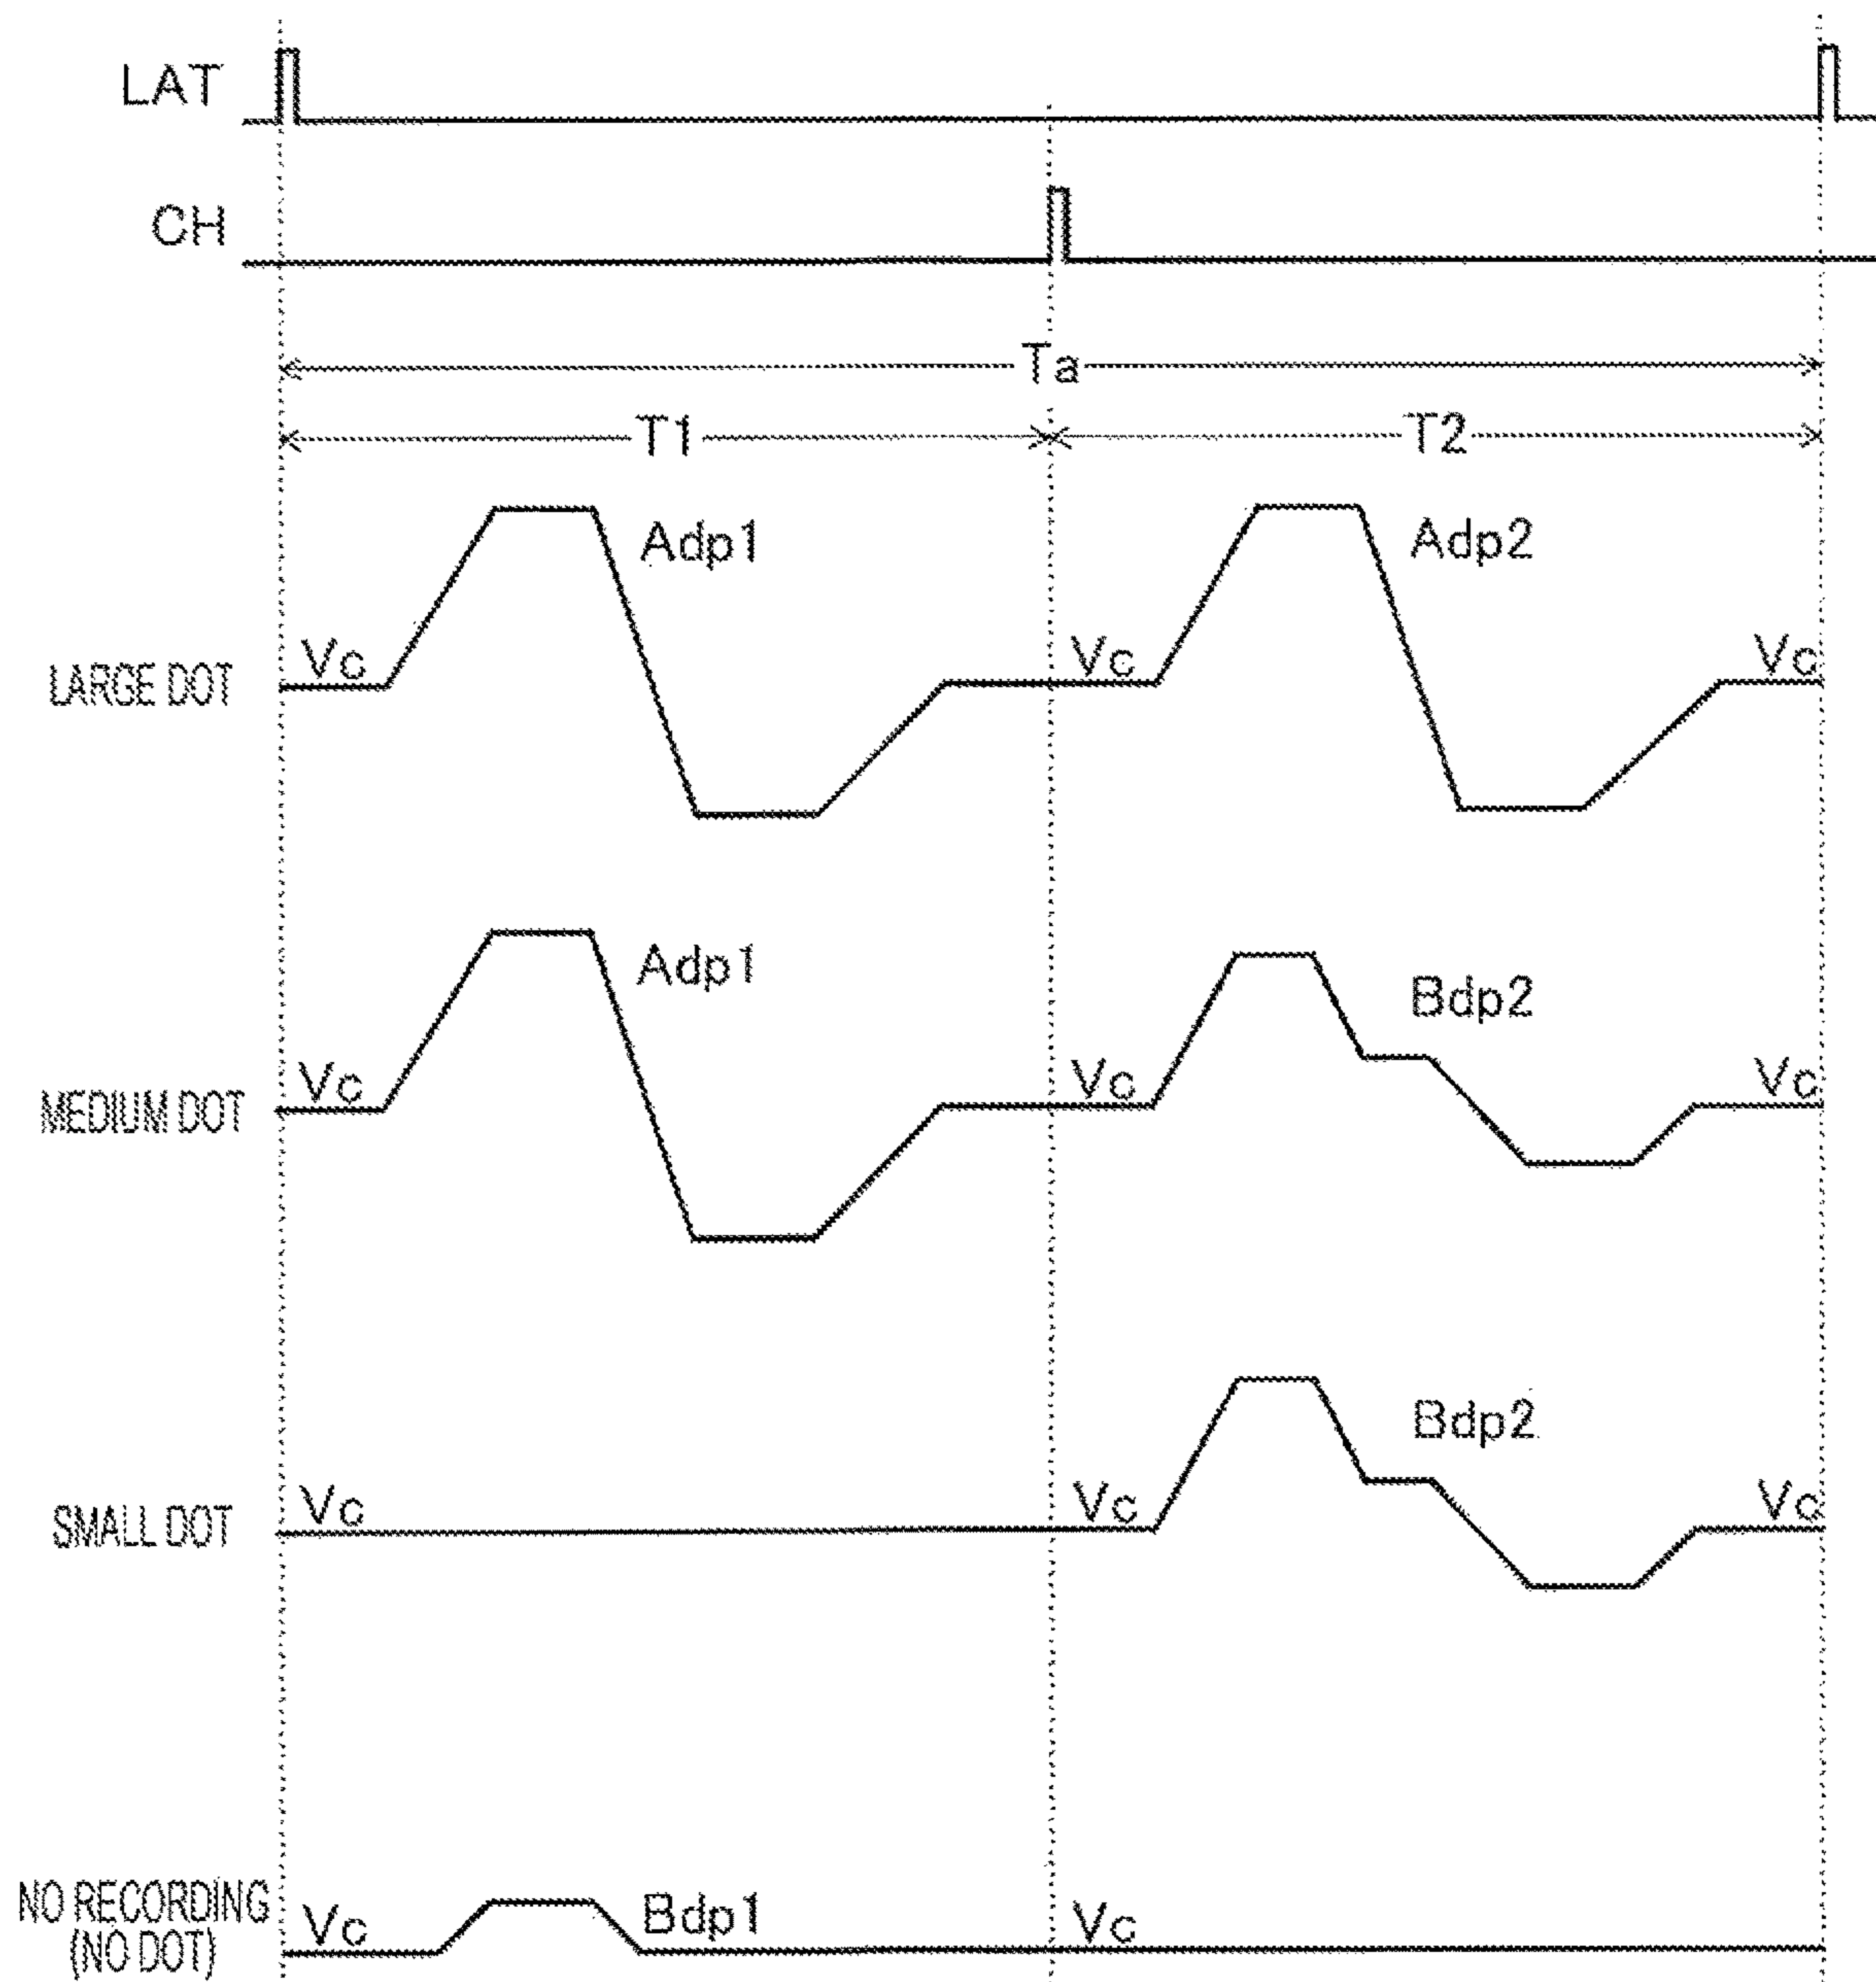 LAT
CH
Ta
T1 T2
Adp1 Adp2
Vc Vc Vc
LARGE DOT
Adp1 Bdp2
Vc Vc Vc
MEDIUM DOT
Bdp2
Vc Vc Vc
SMALL DOT
NO RECORDING
(NO DOT)
Vc Bdp1 Vc